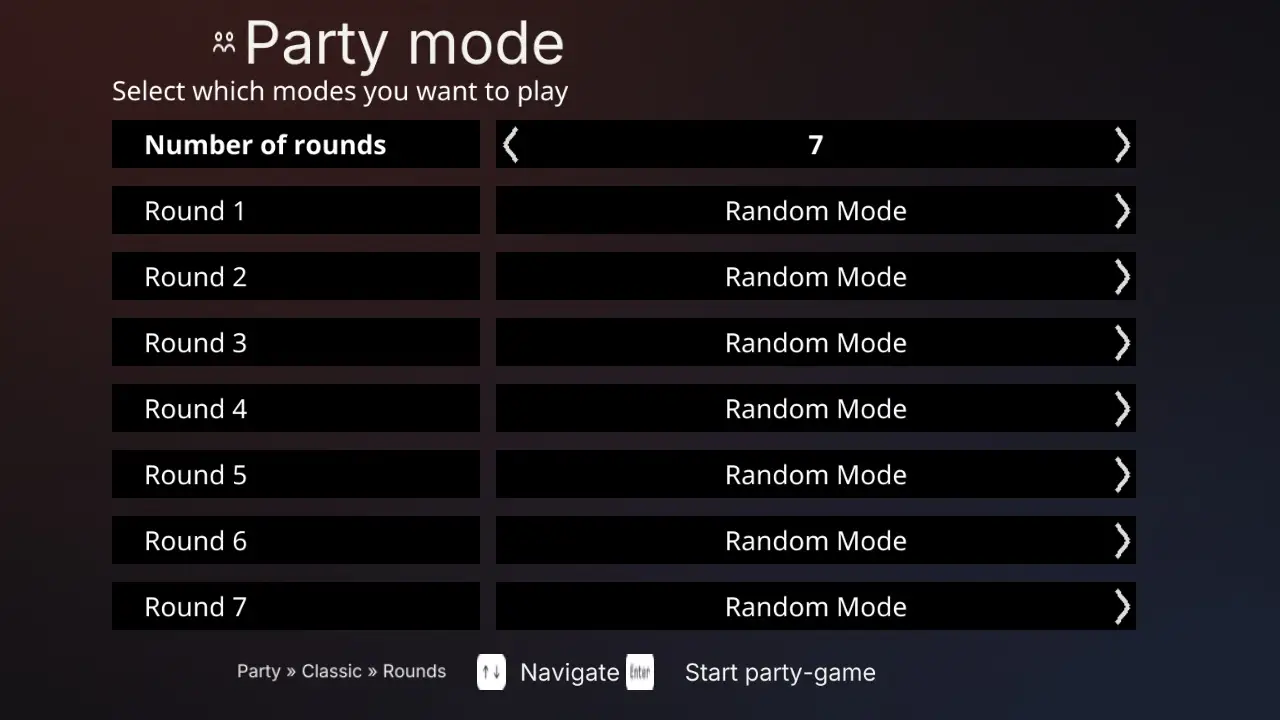 Party mode
Select which modes you want to play
Number of rounds 7
Round 1 Random Mode
Round 2 Random Mode
Round 3 Random Mode
Round 4 Random Mode
Round 5 Random Mode
Round 6 Random Mode
Round 7 Random Mode
Party » Classic » Rounds ↑↓ Navigate Enter Start party-game